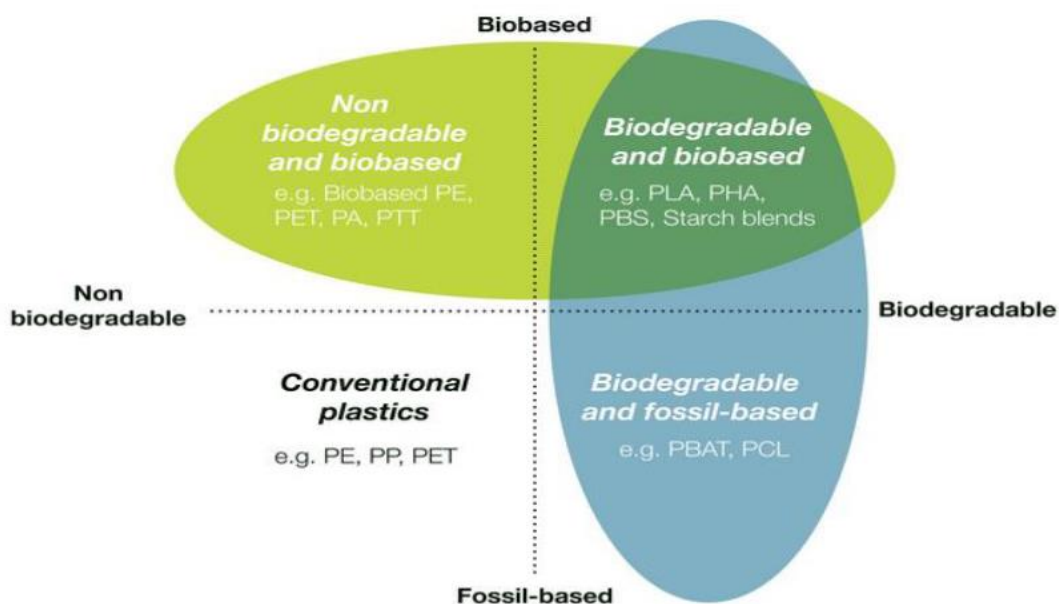 Biobased
Non
biodegradable
and biobased
e.g. Biobased PE,
PET, PA, PTT
Biodegradable
and biobased
e.g. PLA, PHA,
PBS, Starch blends
Non
biodegradable
Biodegradable
Conventional
plastics
e.g. PE, PP, PET
Biodegradable
and fossil-based
e.g. PBAT, PCL
Fossil-based